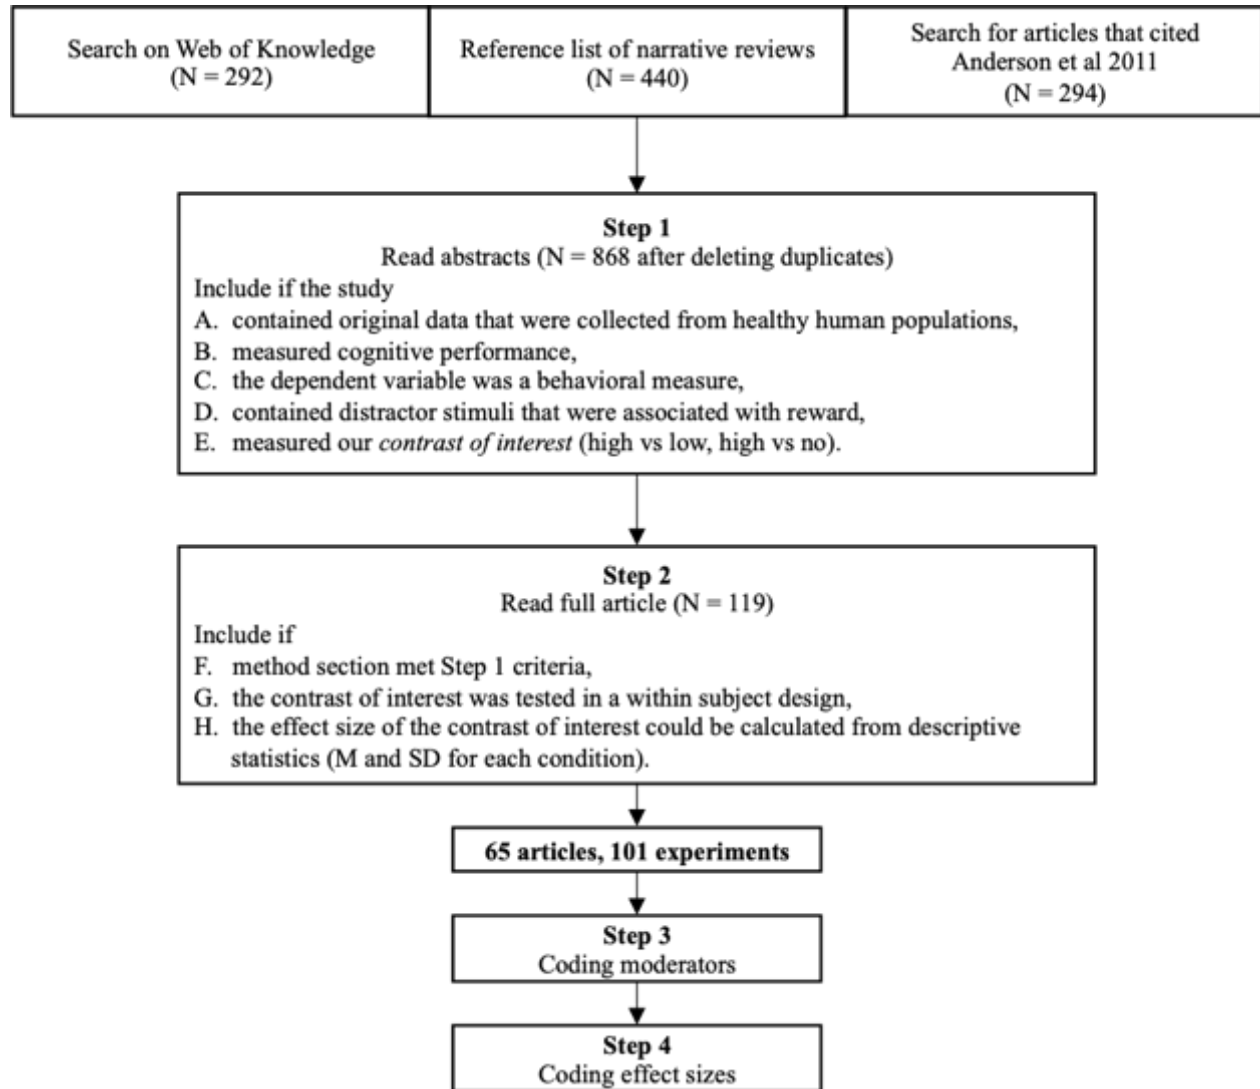 Search on Web of Knowledge
(N = 292)
Reference list of narrative reviews
(N = 440)
Search for articles that cited
Anderson et al 2011
(N = 294)
Step 1
Read abstracts (N = 868 after deleting duplicates)
Include if the study
A. contained original data that were collected from healthy human populations,
B. measured cognitive performance,
C. the dependent variable was a behavioral measure,
D. contained distractor stimuli that were associated with reward,
E. measured our contrast of interest (high vs low, high vs no).
Step 2
Read full article (N = 119)
Include if
F. method section met Step 1 criteria,
G. the contrast of interest was tested in a within subject design,
H. the effect size of the contrast of interest could be calculated from descriptive
statistics (M and SD for each condition).
65 articles, 101 experiments
Step 3
Coding moderators
Step 4
Coding effect sizes